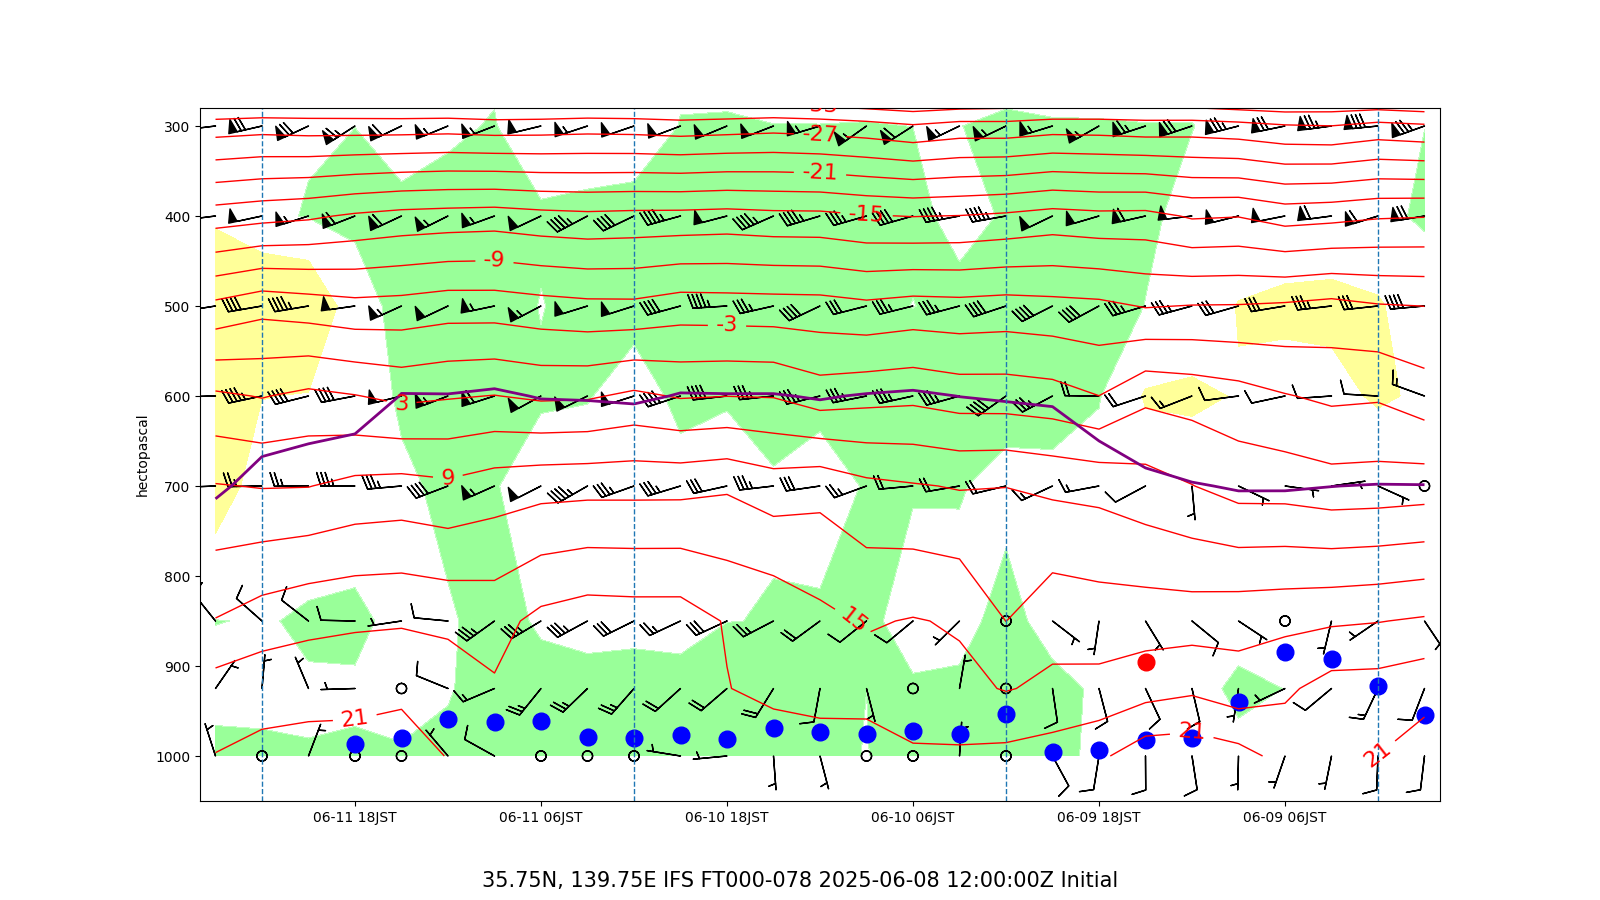 300
400
500
600
700
800
900
1000
hectopascal
-27
-21
-15
-9
-3
3
9
15
21
21
21
06-11 18JST
06-11 06JST
06-10 18JST
06-10 06JST
06-09 18JST
06-09 06JST
35.75N, 139.75E IFS FT000-078 2025-06-08 12:00:00Z Initial